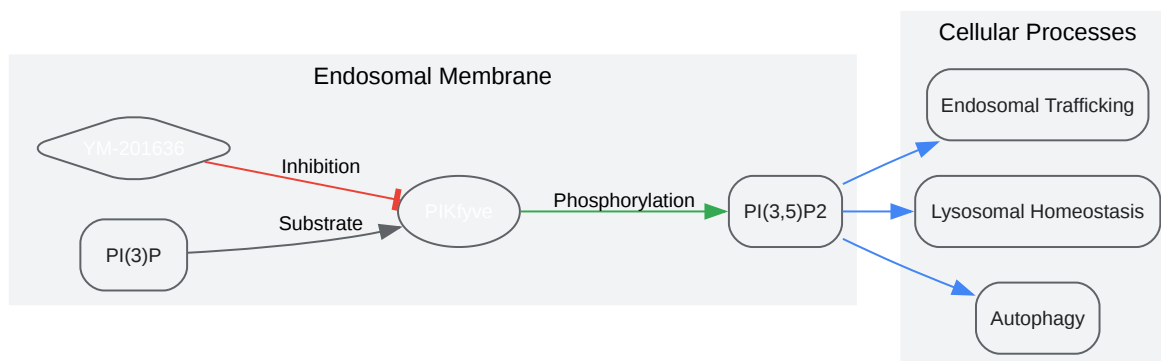 Cellular Processes
Endosomal Membrane
Endosomal Trafficking
YM-201636
Inhibition
PIKfyve
Phosphorylation
PI(3,5)P2
Lysosomal Homeostasis
Substrate
PI(3)P
Autophagy